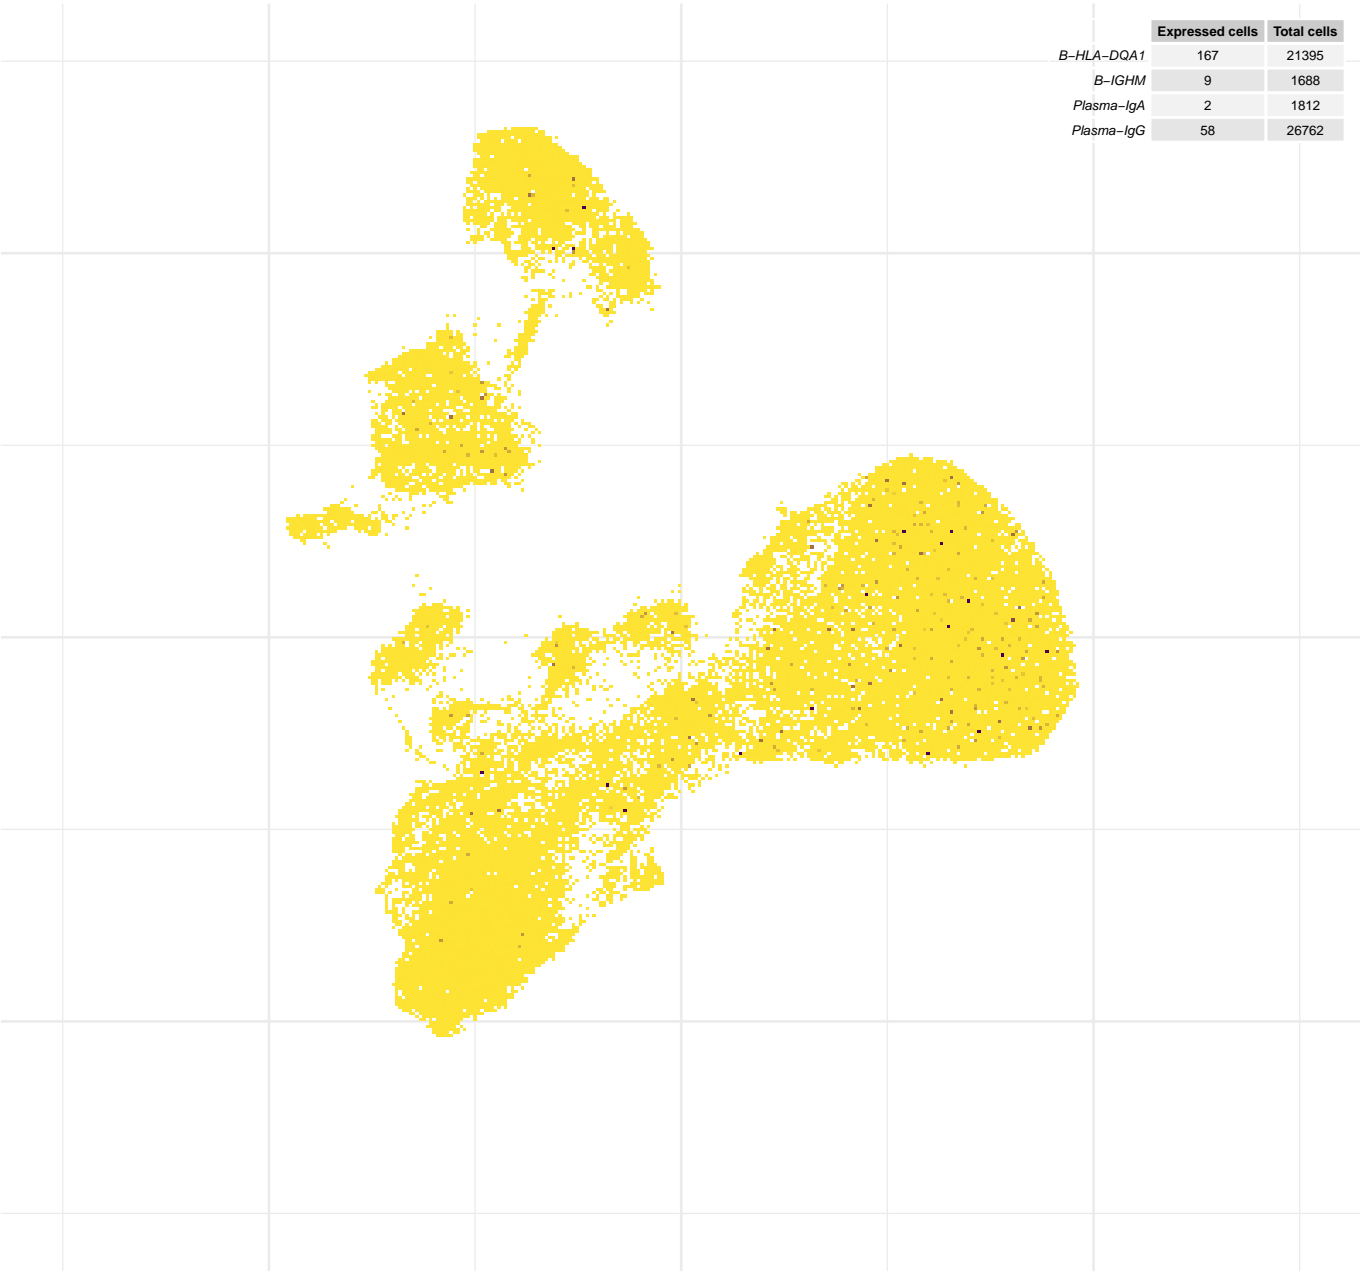 Expressed cells Total cells
B−HLA−DQA1 167 21395
B−IGHM 9 1688
Plasma−IgA 2 1812
Plasma−IgG 58 26762